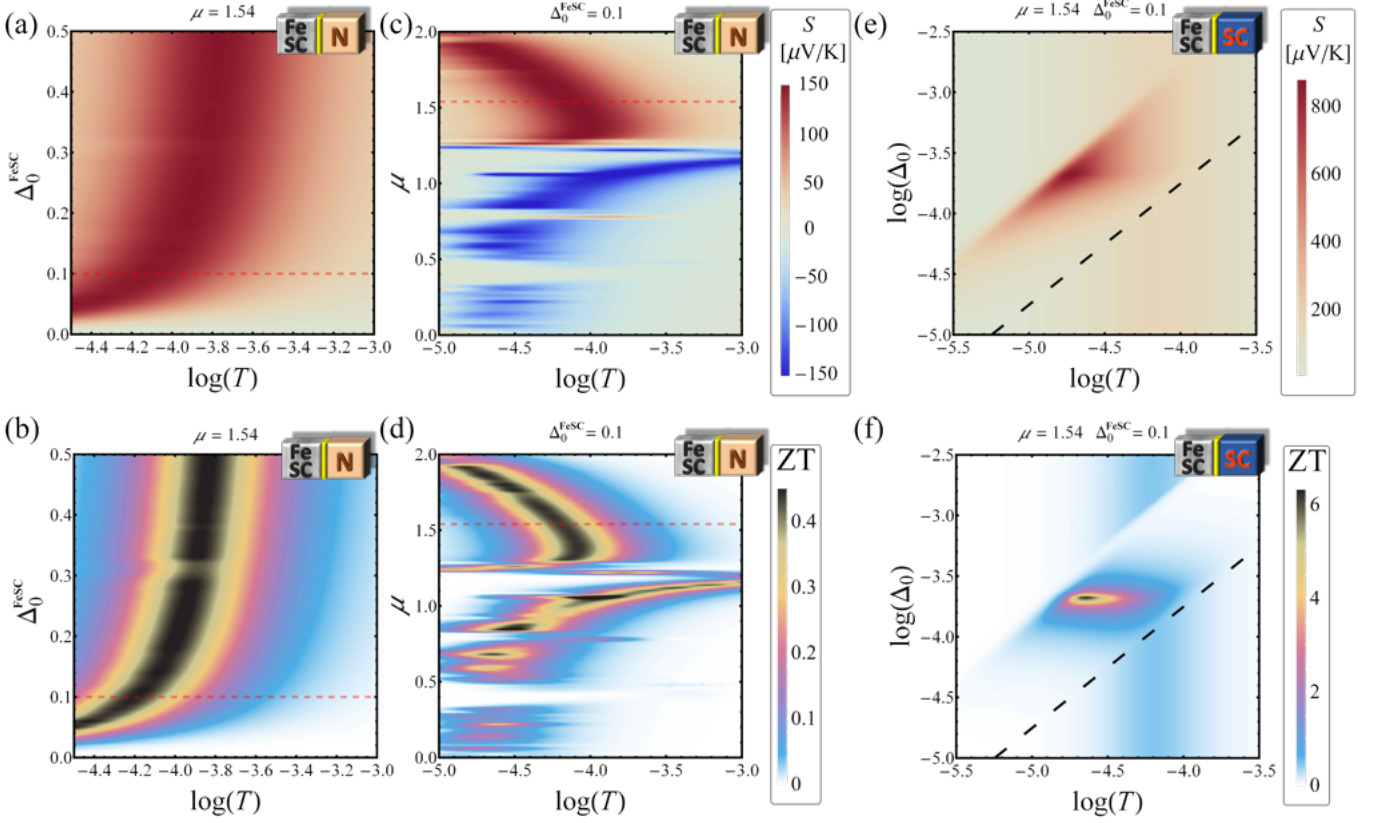 (a)
μ = 1.54
Fe
SC
N
0.5
0.4
0.3
0.2
0.1
0.0
Δ₀ᶠᵉˢᶜ
−4.4 −4.2 −4.0 −3.8 −3.6 −3.4 −3.2 −3.0
log(T)
(c)
Δ₀ᶠᵉˢᶜ = 0.1
Fe
SC
N
2.0
1.5
1.0
0.5
0.0
μ
−5.0 −4.5 −4.0 −3.5 −3.0
log(T)
S
[μV/K]
150
100
50
0
−50
−100
−150
(e)
μ = 1.54 Δ₀ᶠᵉˢᶜ = 0.1
Fe
SC
SC
−2.5
−3.0
−3.5
−4.0
−4.5
−5.0
log(Δ₀)
−5.5 −5.0 −4.5 −4.0 −3.5
log(T)
S
[μV/K]
800
600
400
200
(b)
μ = 1.54
Fe
SC
N
0.5
0.4
0.3
0.2
0.1
0.0
Δ₀ᶠᵉˢᶜ
−4.4 −4.2 −4.0 −3.8 −3.6 −3.4 −3.2 −3.0
log(T)
(d)
Δ₀ᶠᵉˢᶜ = 0.1
Fe
SC
N
2.0
1.5
1.0
0.5
0.0
μ
−5.0 −4.5 −4.0 −3.5 −3.0
log(T)
ZT
0.4
0.3
0.2
0.1
0
(f)
μ = 1.54 Δ₀ᶠᵉˢᶜ = 0.1
Fe
SC
SC
−2.5
−3.0
−3.5
−4.0
−4.5
−5.0
log(Δ₀)
−5.5 −5.0 −4.5 −4.0 −3.5
log(T)
ZT
6
4
2
0